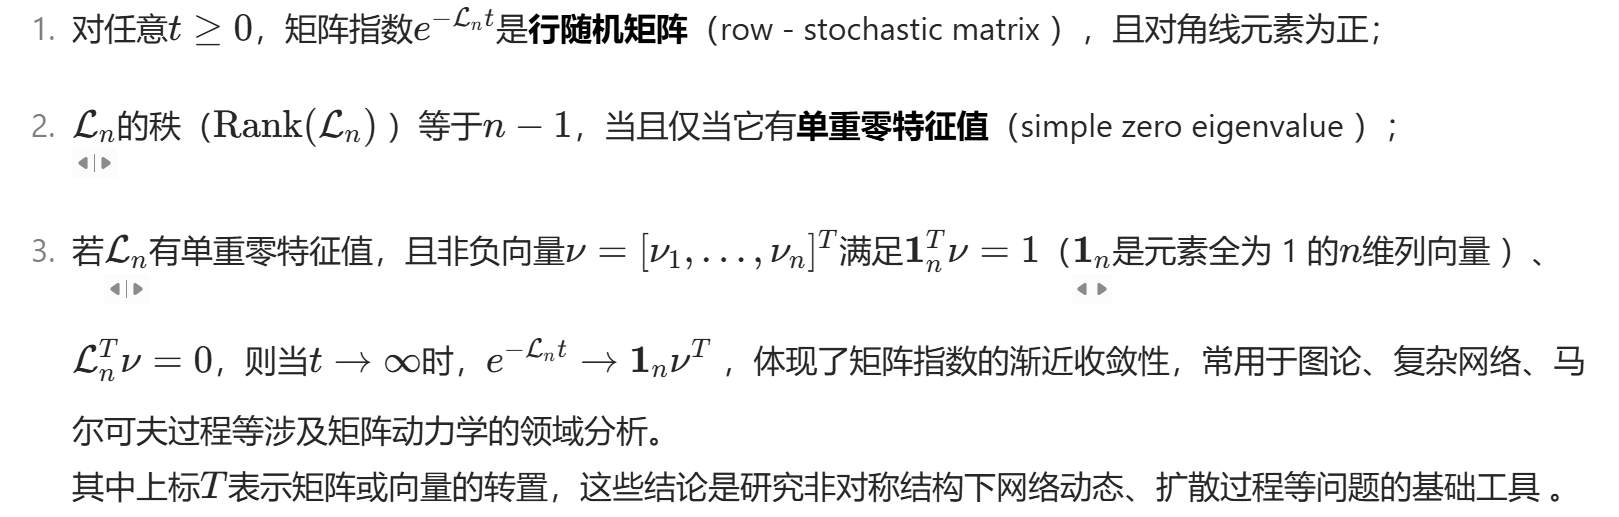 1. 对任意$t \geq 0$，矩阵指数$e^{-\mathcal{L}_n t}$是行随机矩阵（row - stochastic matrix ），且对角线元素为正；
2. $\mathcal{L}_n$的秩（$\mathrm{Rank}(\mathcal{L}_n)$ ）等于$n-1$，当且仅当它有单重零特征值（simple zero eigenvalue ）；
3. 若$\mathcal{L}_n$有单重零特征值，且非负向量$\nu = [\nu_1, \ldots, \nu_n]^T$满足$\mathbf{1}_n^T \nu = 1$（$\mathbf{1}_n$是元素全为 1 的$n$维列向量 ）、
$\mathcal{L}_n^T \nu = 0$，则当$t \to \infty$时，$e^{-\mathcal{L}_n t} \to \mathbf{1}_n \nu^T$ ，体现了矩阵指数的渐近收敛性，常用于图论、复杂网络、马
尔可夫过程等涉及矩阵动力学的领域分析。
其中上标$T$表示矩阵或向量的转置，这些结论是研究非对称结构下网络动态、扩散过程等问题的基础工具 。